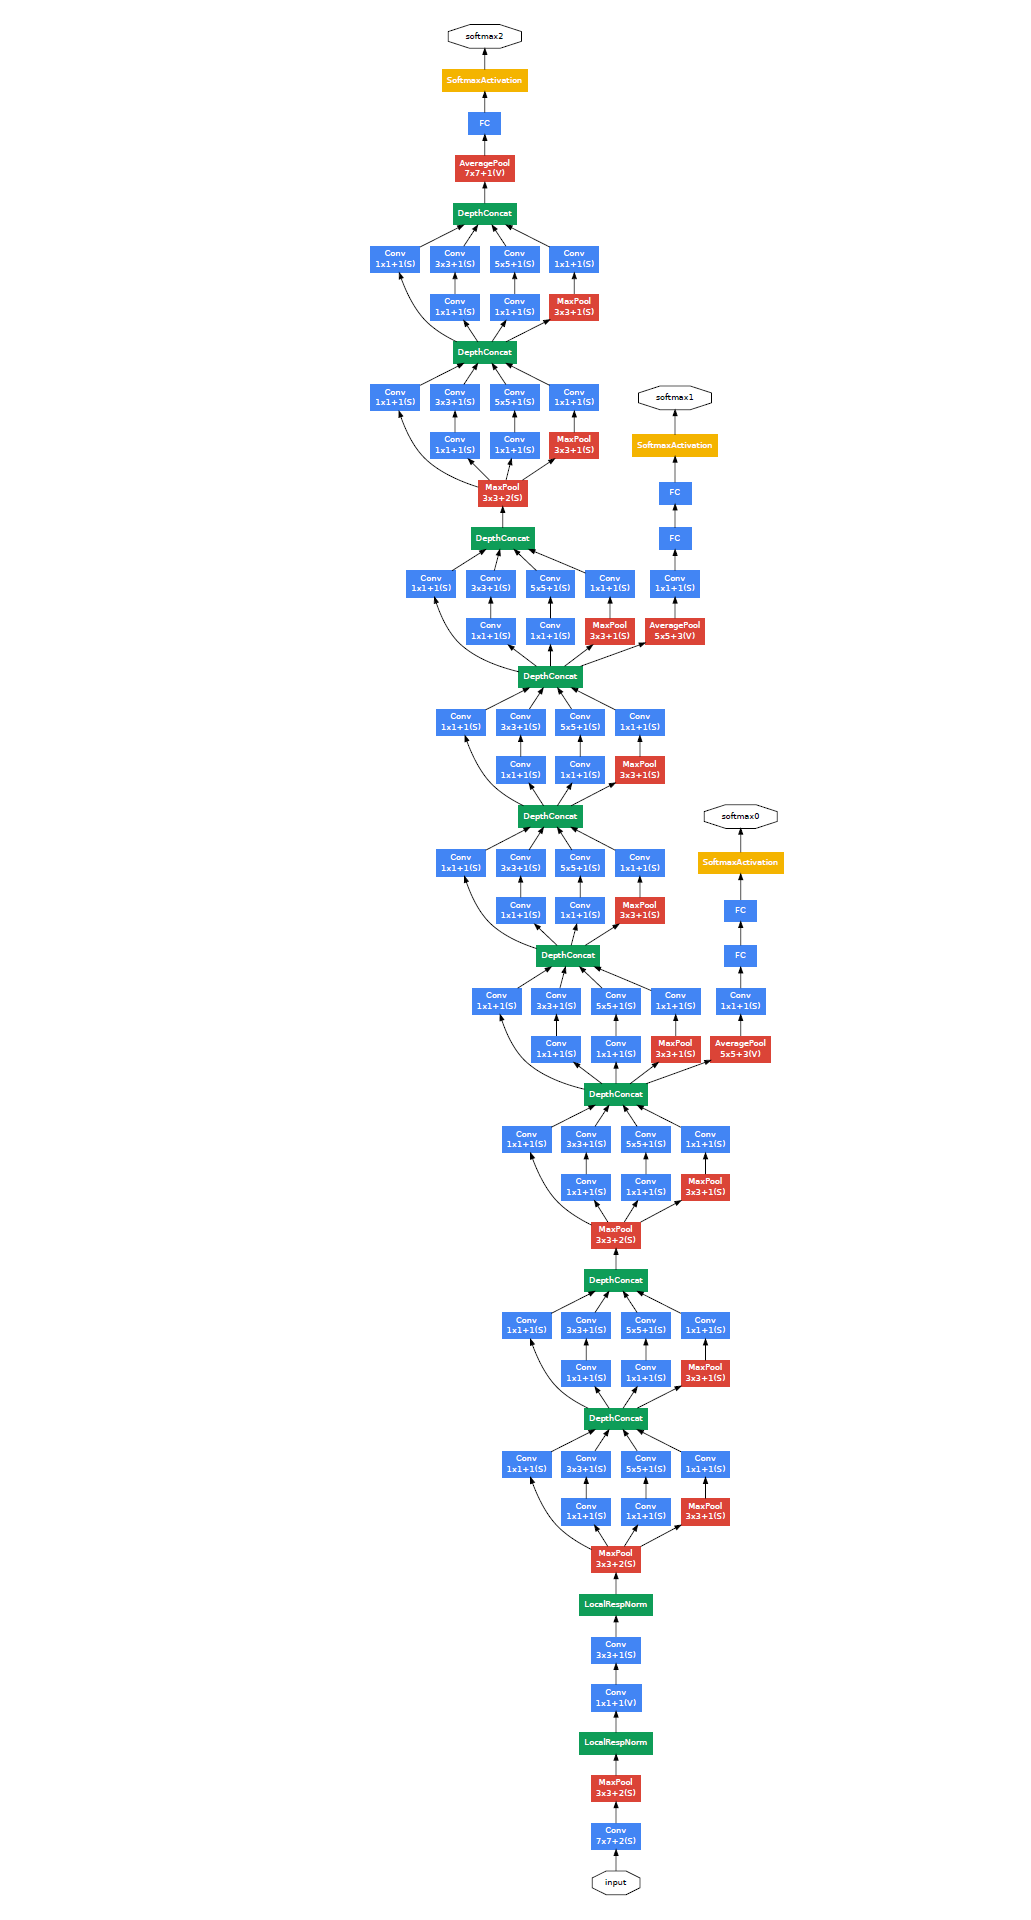 softmax2
SoftmaxActivation
FC
AveragePool
7x7+1(V)
DepthConcat
Conv Conv Conv Conv
1x1+1(S) 3x3+1(S) 5x5+1(S) 1x1+1(S)
Conv Conv MaxPool
1x1+1(S) 1x1+1(S) 3x3+1(S)
DepthConcat
Conv Conv Conv Conv
1x1+1(S) 3x3+1(S) 5x5+1(S) 1x1+1(S)
softmax1
Conv Conv MaxPool
1x1+1(S) 1x1+1(S) 3x3+1(S)
SoftmaxActivation
MaxPool
3x3+2(S)
FC
DepthConcat
FC
Conv Conv Conv Conv Conv
1x1+1(S) 3x3+1(S) 5x5+1(S) 1x1+1(S) 1x1+1(S)
Conv Conv MaxPool AveragePool
1x1+1(S) 1x1+1(S) 3x3+1(S) 5x5+3(V)
DepthConcat
Conv Conv Conv Conv
1x1+1(S) 3x3+1(S) 5x5+1(S) 1x1+1(S)
Conv Conv MaxPool
1x1+1(S) 1x1+1(S) 3x3+1(S)
DepthConcat
softmax0
Conv Conv Conv Conv
1x1+1(S) 3x3+1(S) 5x5+1(S) 1x1+1(S)
SoftmaxActivation
Conv Conv MaxPool
1x1+1(S) 1x1+1(S) 3x3+1(S)
FC
DepthConcat
FC
Conv Conv Conv Conv Conv
1x1+1(S) 3x3+1(S) 5x5+1(S) 1x1+1(S) 1x1+1(S)
Conv Conv MaxPool AveragePool
1x1+1(S) 1x1+1(S) 3x3+1(S) 5x5+3(V)
DepthConcat
Conv Conv Conv Conv
1x1+1(S) 3x3+1(S) 5x5+1(S) 1x1+1(S)
Conv Conv MaxPool
1x1+1(S) 1x1+1(S) 3x3+1(S)
MaxPool
3x3+2(S)
DepthConcat
Conv Conv Conv Conv
1x1+1(S) 3x3+1(S) 5x5+1(S) 1x1+1(S)
Conv Conv MaxPool
1x1+1(S) 1x1+1(S) 3x3+1(S)
DepthConcat
Conv Conv Conv Conv
1x1+1(S) 3x3+1(S) 5x5+1(S) 1x1+1(S)
Conv Conv MaxPool
1x1+1(S) 1x1+1(S) 3x3+1(S)
MaxPool
3x3+2(S)
LocalRespNorm
Conv
3x3+1(S)
Conv
1x1+1(V)
LocalRespNorm
MaxPool
3x3+2(S)
Conv
7x7+2(S)
input